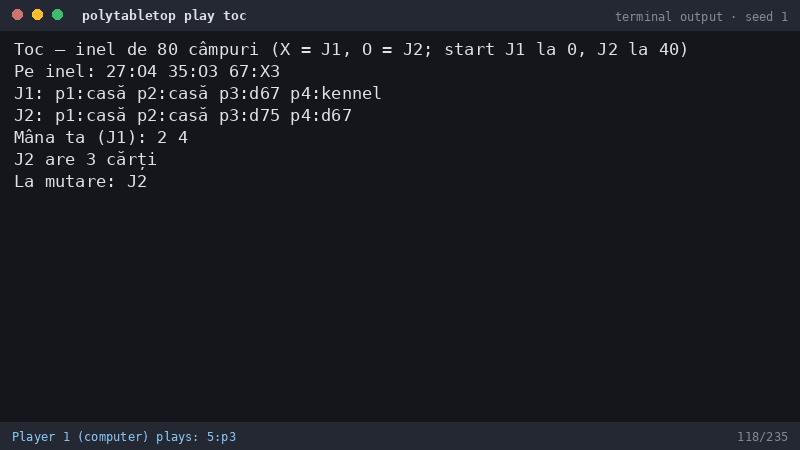 polytabletop play toc
terminal output · seed 1
Toc — inel de 80 câmpuri (X = J1, O = J2; start J1 la 0, J2 la 40)
Pe inel: 27:O4 35:O3 67:X3
J1: p1:casă p2:casă p3:d67 p4:kennel
J2: p1:casă p2:casă p3:d75 p4:d67
Mâna ta (J1): 2 4
J2 are 3 cărți
La mutare: J2
Player 1 (computer) plays: 5:p3
118/235